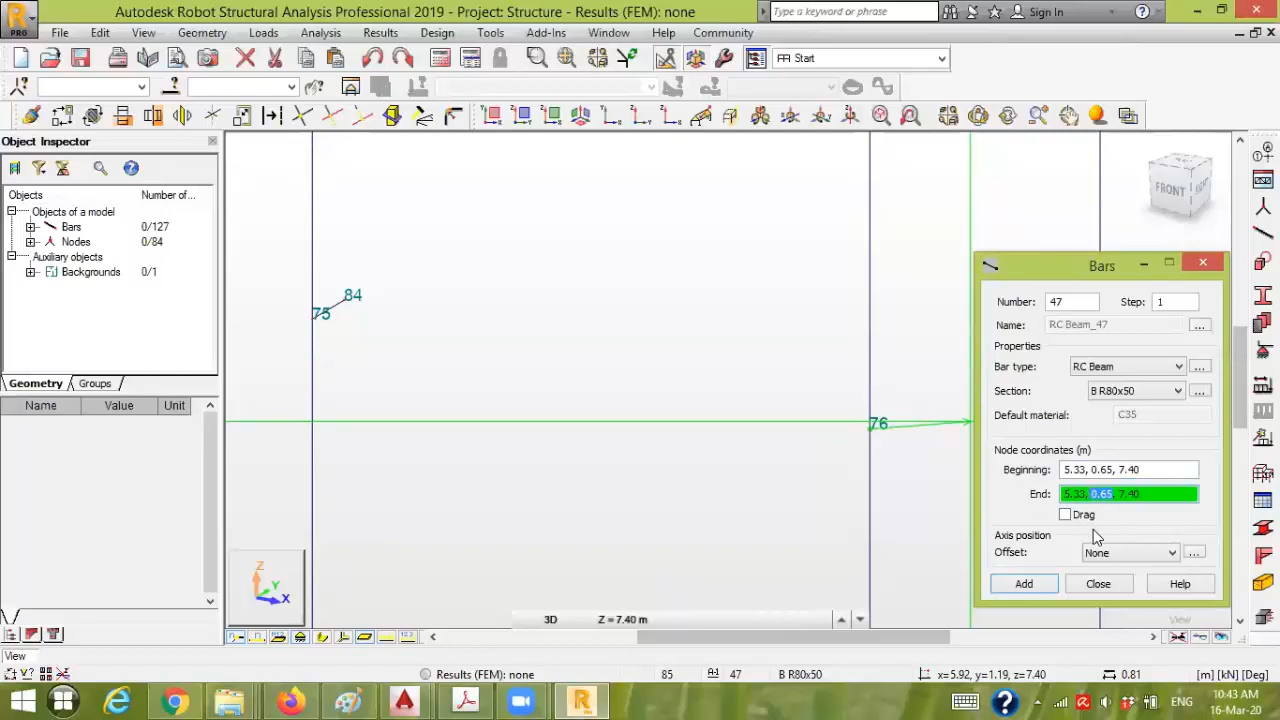 PRO
Autodesk Robot Structural Analysis Professional 2019 - Project: Structure - Results (FEM): none
Type a keyword or phrase
Sign In
File Edit View Geometry Loads Analysis Results Design Tools Add-Ins Window Help Community
Start
Object Inspector
Objects Number of...
Objects of a model
Bars 0/127
Nodes 0/84
Auxiliary objects
Backgrounds 0/1
Geometry Groups
Name Value Unit
84
75
76
FRONT RIGHT
Z
Y
X
3D Z = 7.40 m
View
Bars
Number: 47 Step: 1
Name: RC Beam_47 ...
Properties
Bar type: RC Beam ...
Section: B R80x50 ...
Default material: C35
Node coordinates (m)
Beginning: 5.33, 0.65, 7.40
End: 5.33, 0.65, 7.40
Drag
Axis position
Offset: None ...
Add Close Help
View
Results (FEM): none 85 47 B R80x50 x=5.92, y=1.19, z=7.40 0.81 [m] [kN] [Deg]
ENG
10:43 AM
16-Mar-20